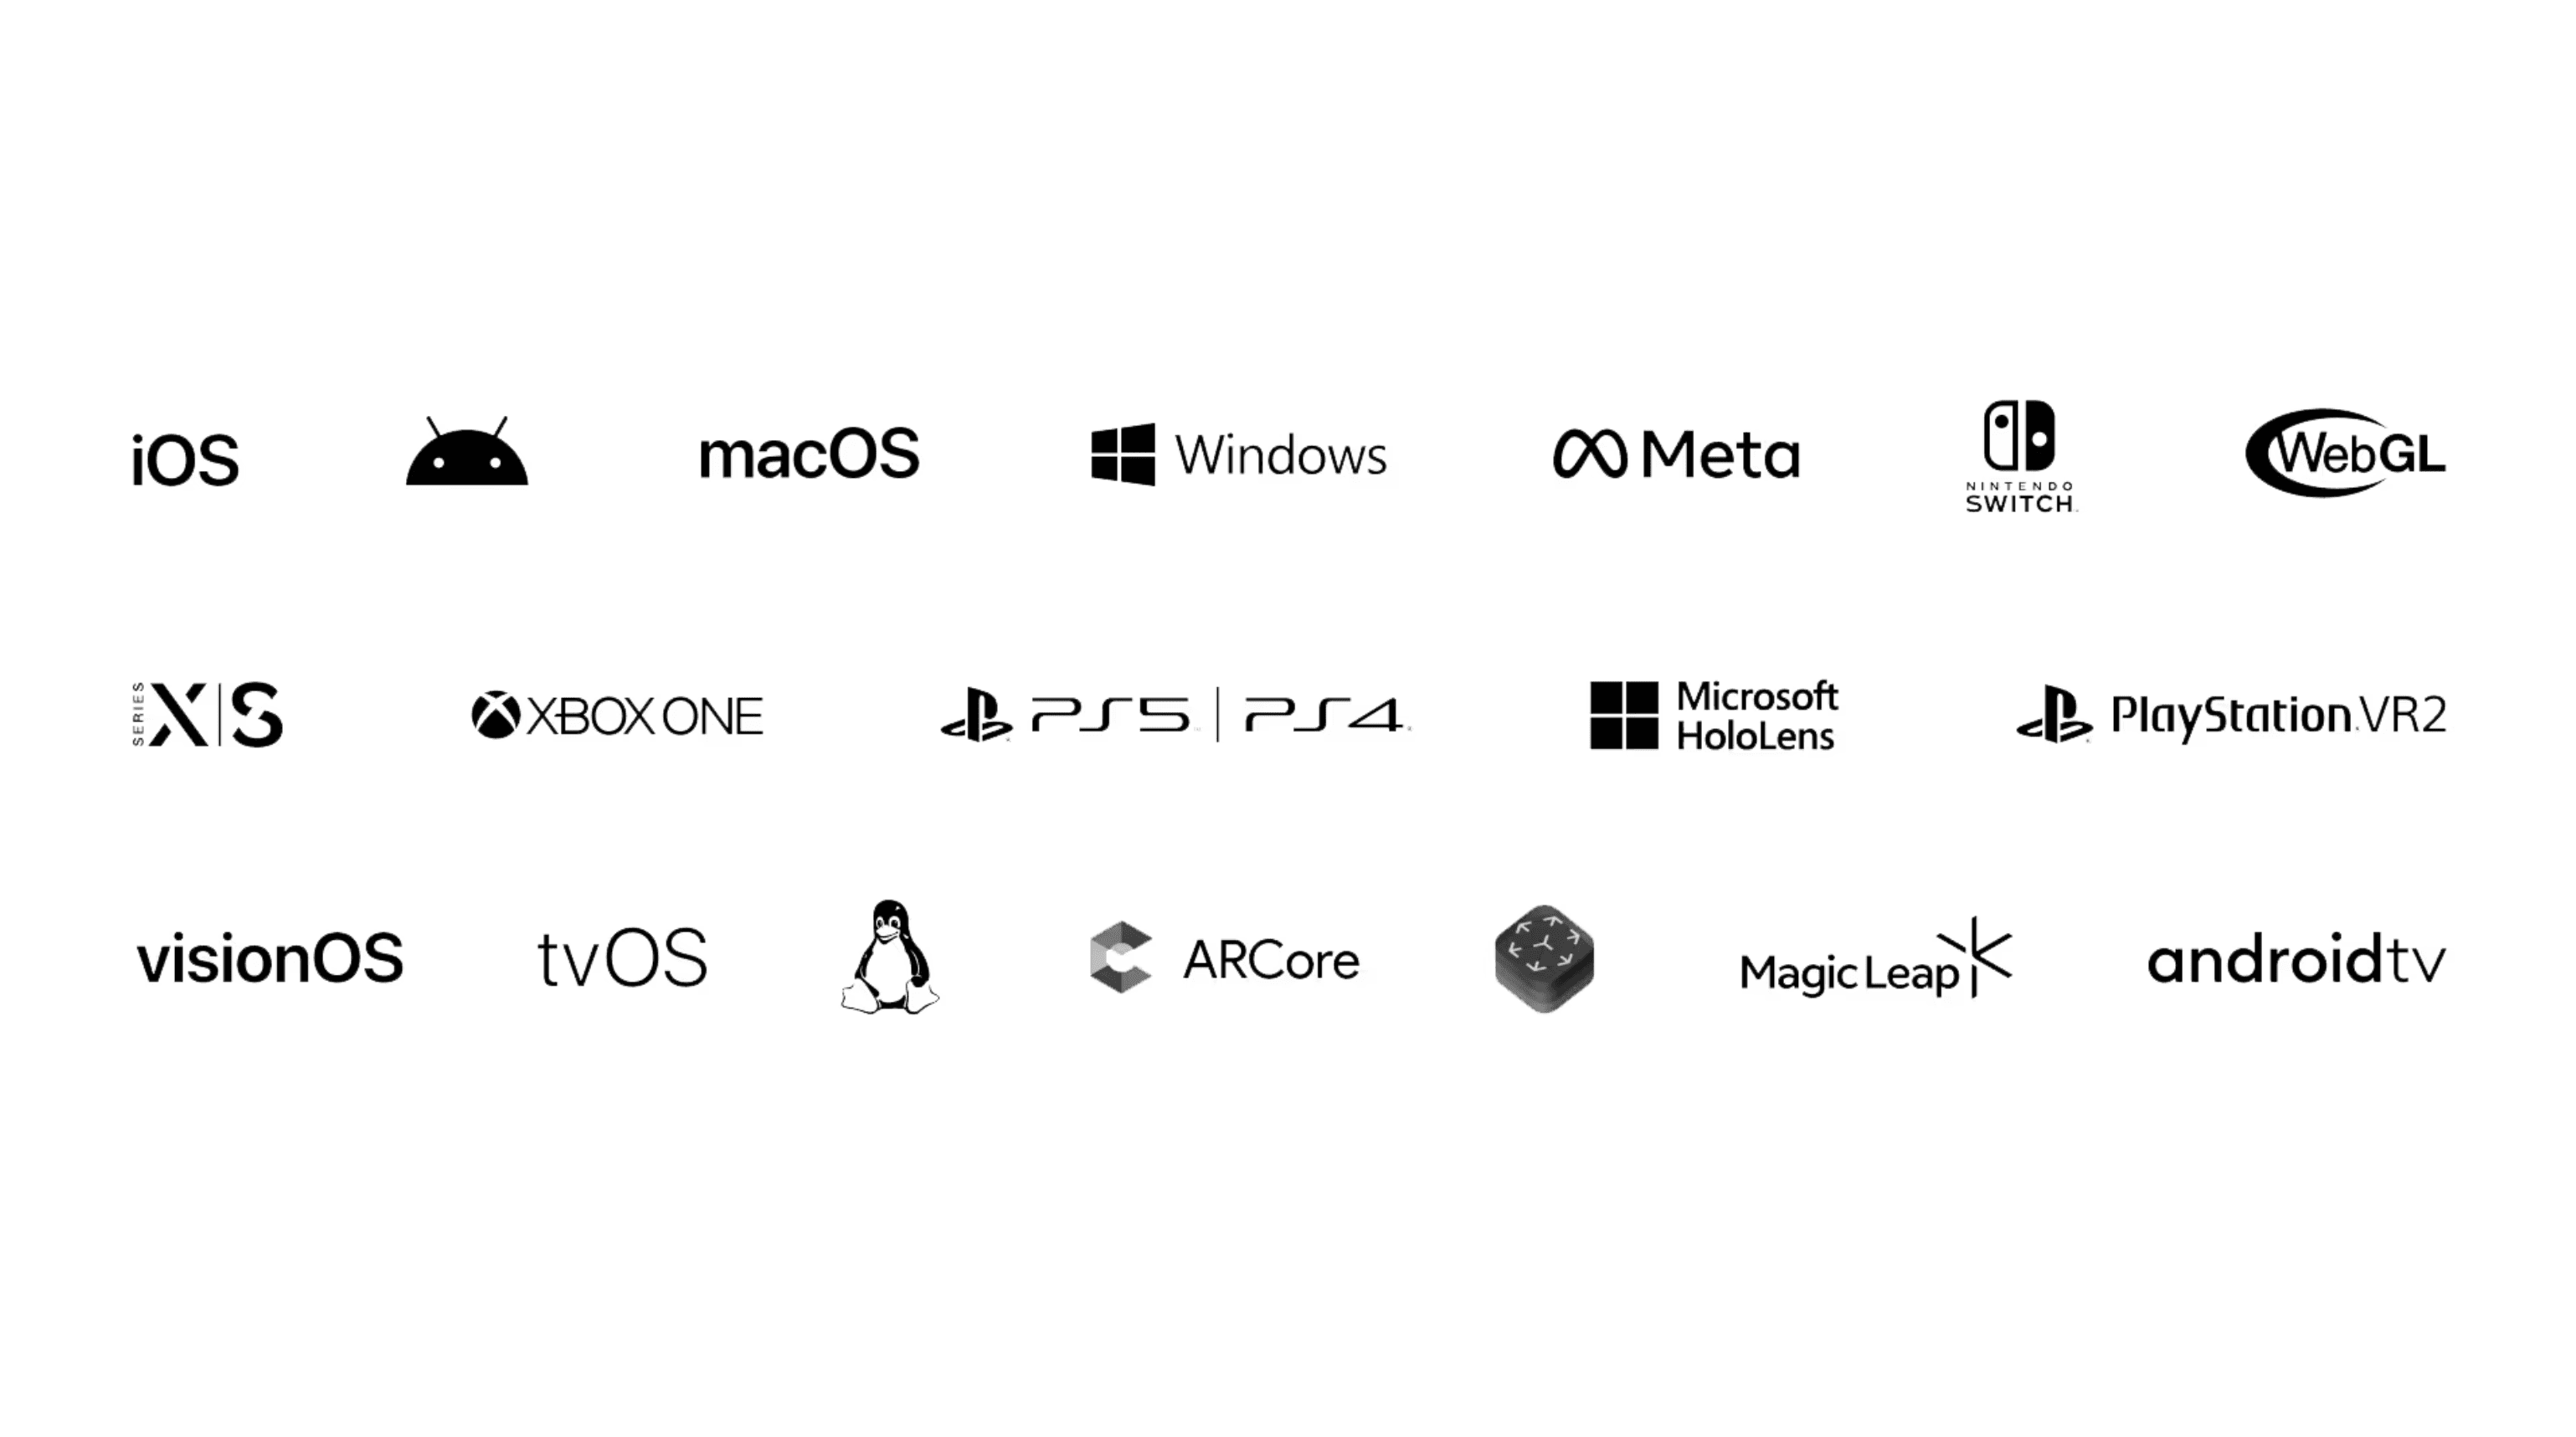 iOS
macOS
Windows
Meta
NINTENDO
SWITCH
WebGL
SERIES
X|S
XBOX ONE
PS5 | PS4
Microsoft
HoloLens
PlayStation VR2
visionOS
tvOS
ARCore
Magic Leap
androidtv